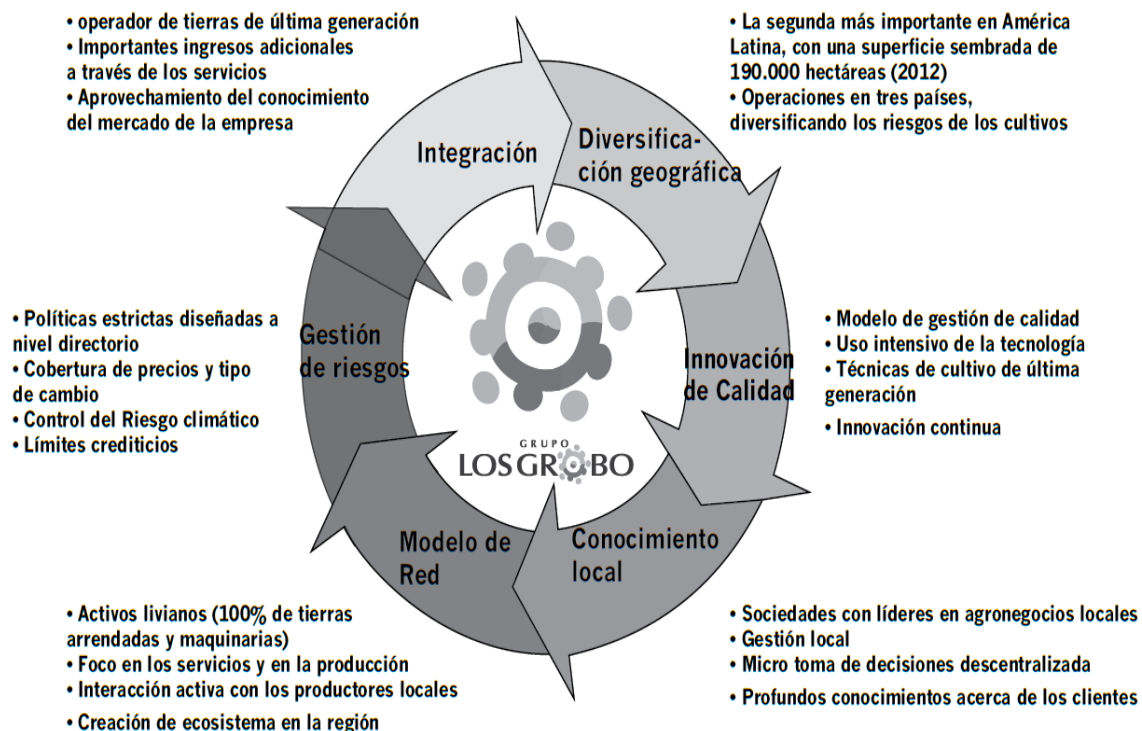 • operador de tierras de última generación
• Importantes ingresos adicionales
a través de los servicios
• Aprovechamiento del conocimiento
del mercado de la empresa
• La segunda más importante en América
Latina, con una superficie sembrada de
190.000 hectáreas (2012)
• Operaciones en tres países,
diversificando los riesgos de los cultivos
Integración
Diversifica-
ción geográfica
• Políticas estrictas diseñadas a
nivel directorio
• Cobertura de precios y tipo
de cambio
• Control del Riesgo climático
• Límites crediticios
Gestión
de riesgos
Innovación
de Calidad
• Modelo de gestión de calidad
• Uso intensivo de la tecnología
• Técnicas de cultivo de última
generación
• Innovación continua
GRUPO
LOS GROBO
Modelo de
Red
Conocimiento
local
• Activos livianos (100% de tierras
arrendadas y maquinarias)
• Foco en los servicios y en la producción
• Interacción activa con los productores locales
• Creación de ecosistema en la región
• Sociedades con líderes en agronegocios locales
• Gestión local
• Micro toma de decisiones descentralizada
• Profundos conocimientos acerca de los clientes